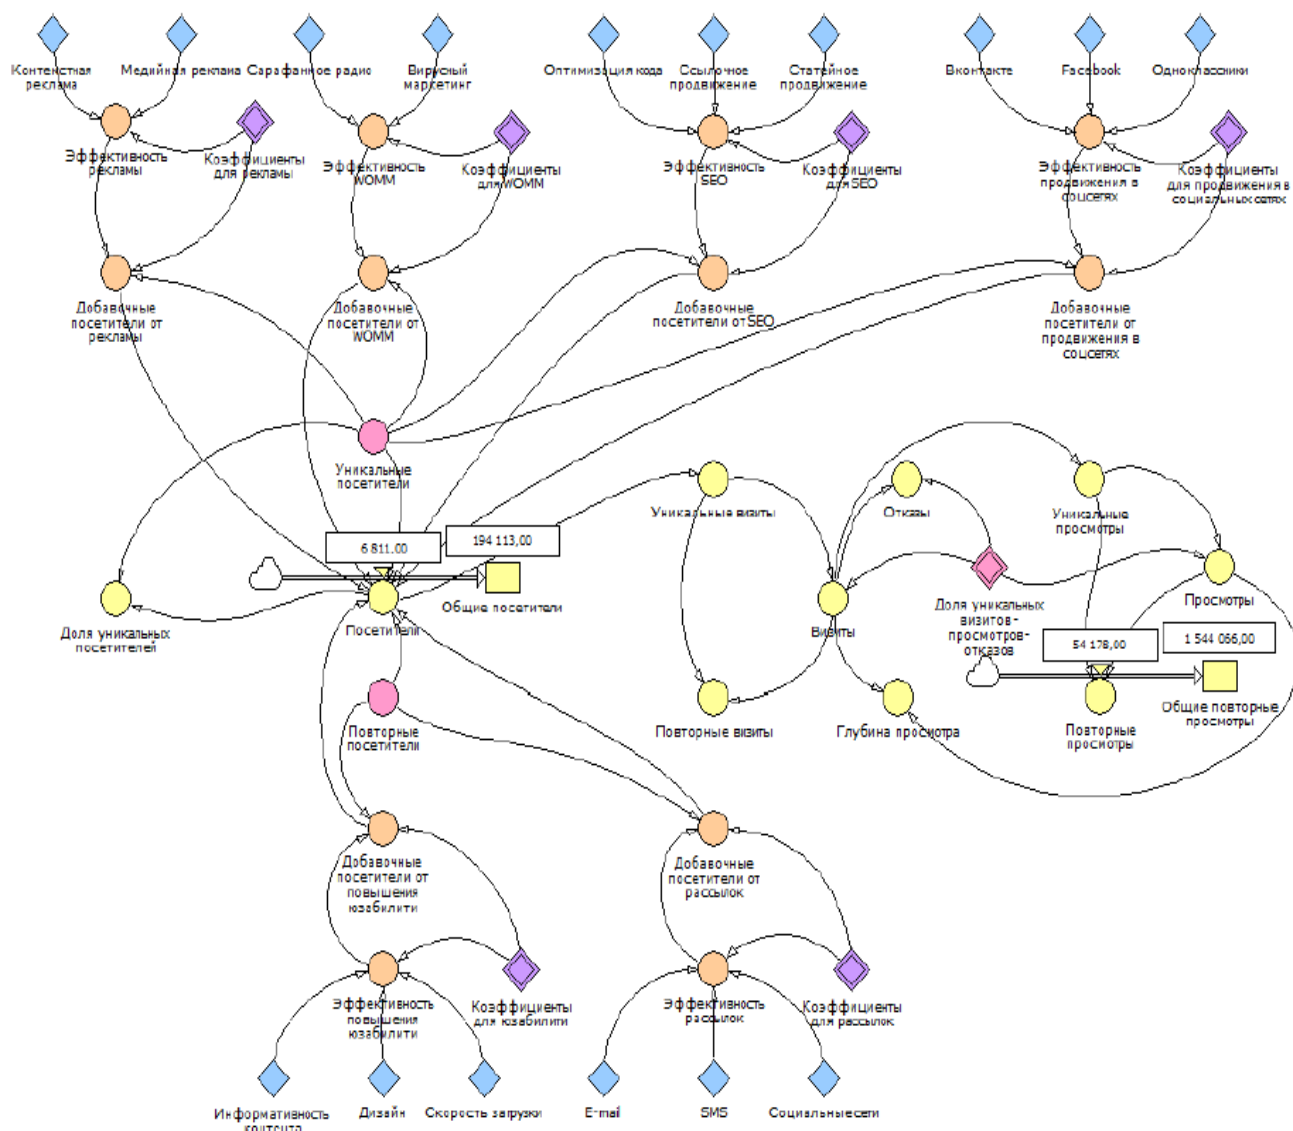 Контекстная
реклама
Медийная реклама
Сарафанное радио
Вирусный
маркетинг
Оптимизация кода
Ссылочное
продвижение
Статейное
продвижение
Вконтакте
Facebook
Одноклассники
Эффективность
рекламы
Коэффициенты
для рекламы
Эффективность
WOMM
Коэффициенты
для WOMM
Эффективность
SEO
Коэффициенты
для SEO
Эффективность
продвижения в
соцсетях
Коэффициенты
для продвижения в
социальных сетях
Добавочные
посетители от
рекламы
Добавочные
посетители от
WOMM
Добавочные
посетители от SEO
Добавочные
посетители от
продвижения в
соцсетях
Уникальные
посетители
Уникальные визиты
Отказы
Уникальные
просмотры
6 811,00
194 113,00
Общие посетители
Доля уникальных
посетителей
Посетители
Визиты
Доля уникальных
визитов-
просмотров-
отказов
Просмотры
54 178,00
1 544 066,00
Повторные
посетители
Повторные визиты
Глубина просмотра
Повторные
просмотры
Общие повторные
просмотры
Добавочные
посетители от
повышения
юзабилити
Добавочные
посетители от
рассылок
Эффективность
повышения
юзабилити
Коэффициенты
для юзабилити
Эффективность
рассылок
Коэффициенты
для рассылок
Информативность
контента
Дизайн
Скорость загрузки
E-mail
SMS
Социальные сети